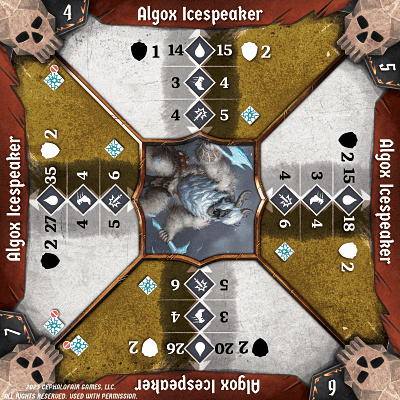 4
Algox Icespeaker
1 14 15 2
3 4
4 5
5
Algox Icespeaker
2 15 18 2
3 4
4 6
6
Algox Icespeaker
2 20 26 2
3 4
5 6
7
Algox Icespeaker
2 27 35 2
4 4
5 6
2023 CEPHALOFAIR GAMES, LLC.
ALL RIGHTS RESERVED. USED WITH PERMISSION.